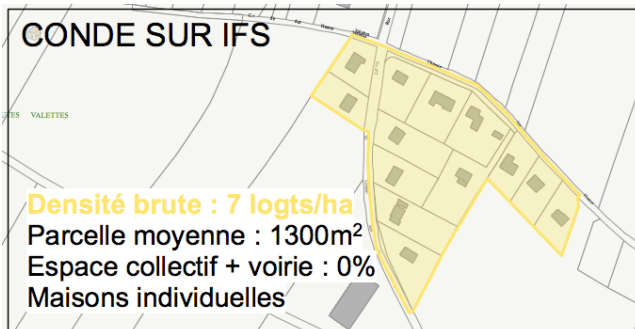 CONDE SUR IFS
VALETTES
Densité brute : 7 logts/ha
Parcelle moyenne : 1300m²
Espace collectif + voirie : 0%
Maisons individuelles